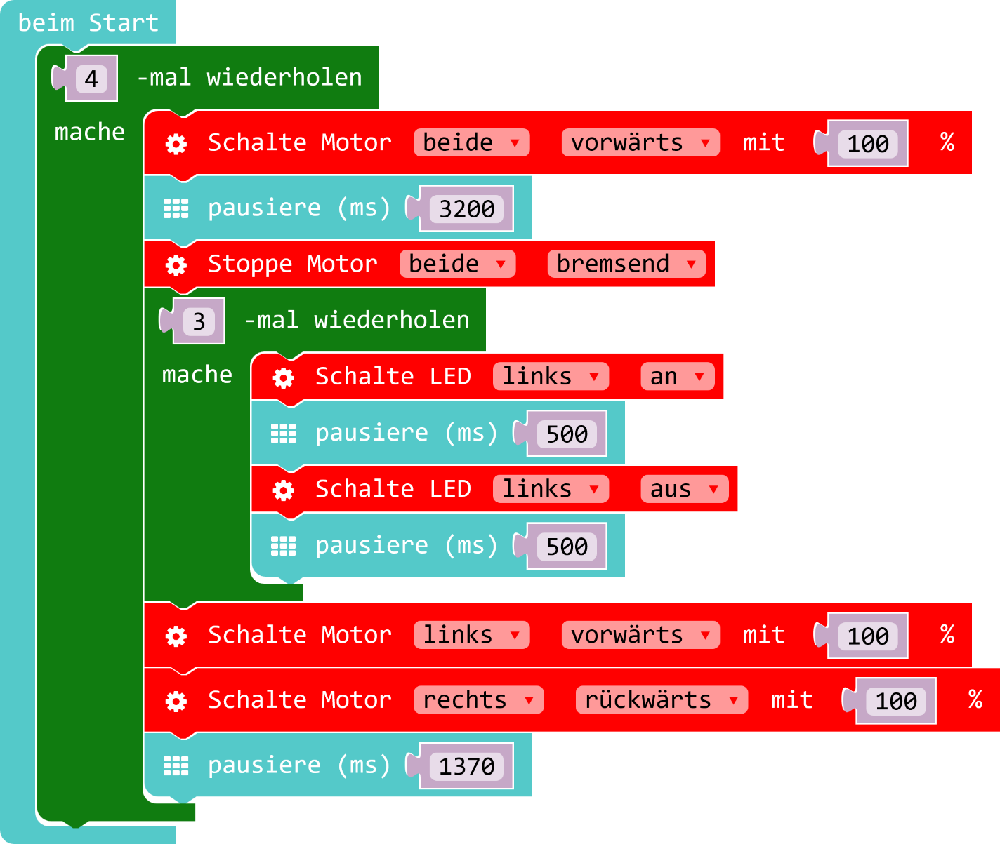 beim Start
4 -mal wiederholen
mache
Schalte Motor beide vorwärts mit 100 %
pausiere (ms) 3200
Stoppe Motor beide bremsend
3 -mal wiederholen
mache Schalte LED links an
pausiere (ms) 500
Schalte LED links aus
pausiere (ms) 500
Schalte Motor links vorwärts mit 100 %
Schalte Motor rechts rückwärts mit 100 %
pausiere (ms) 1370